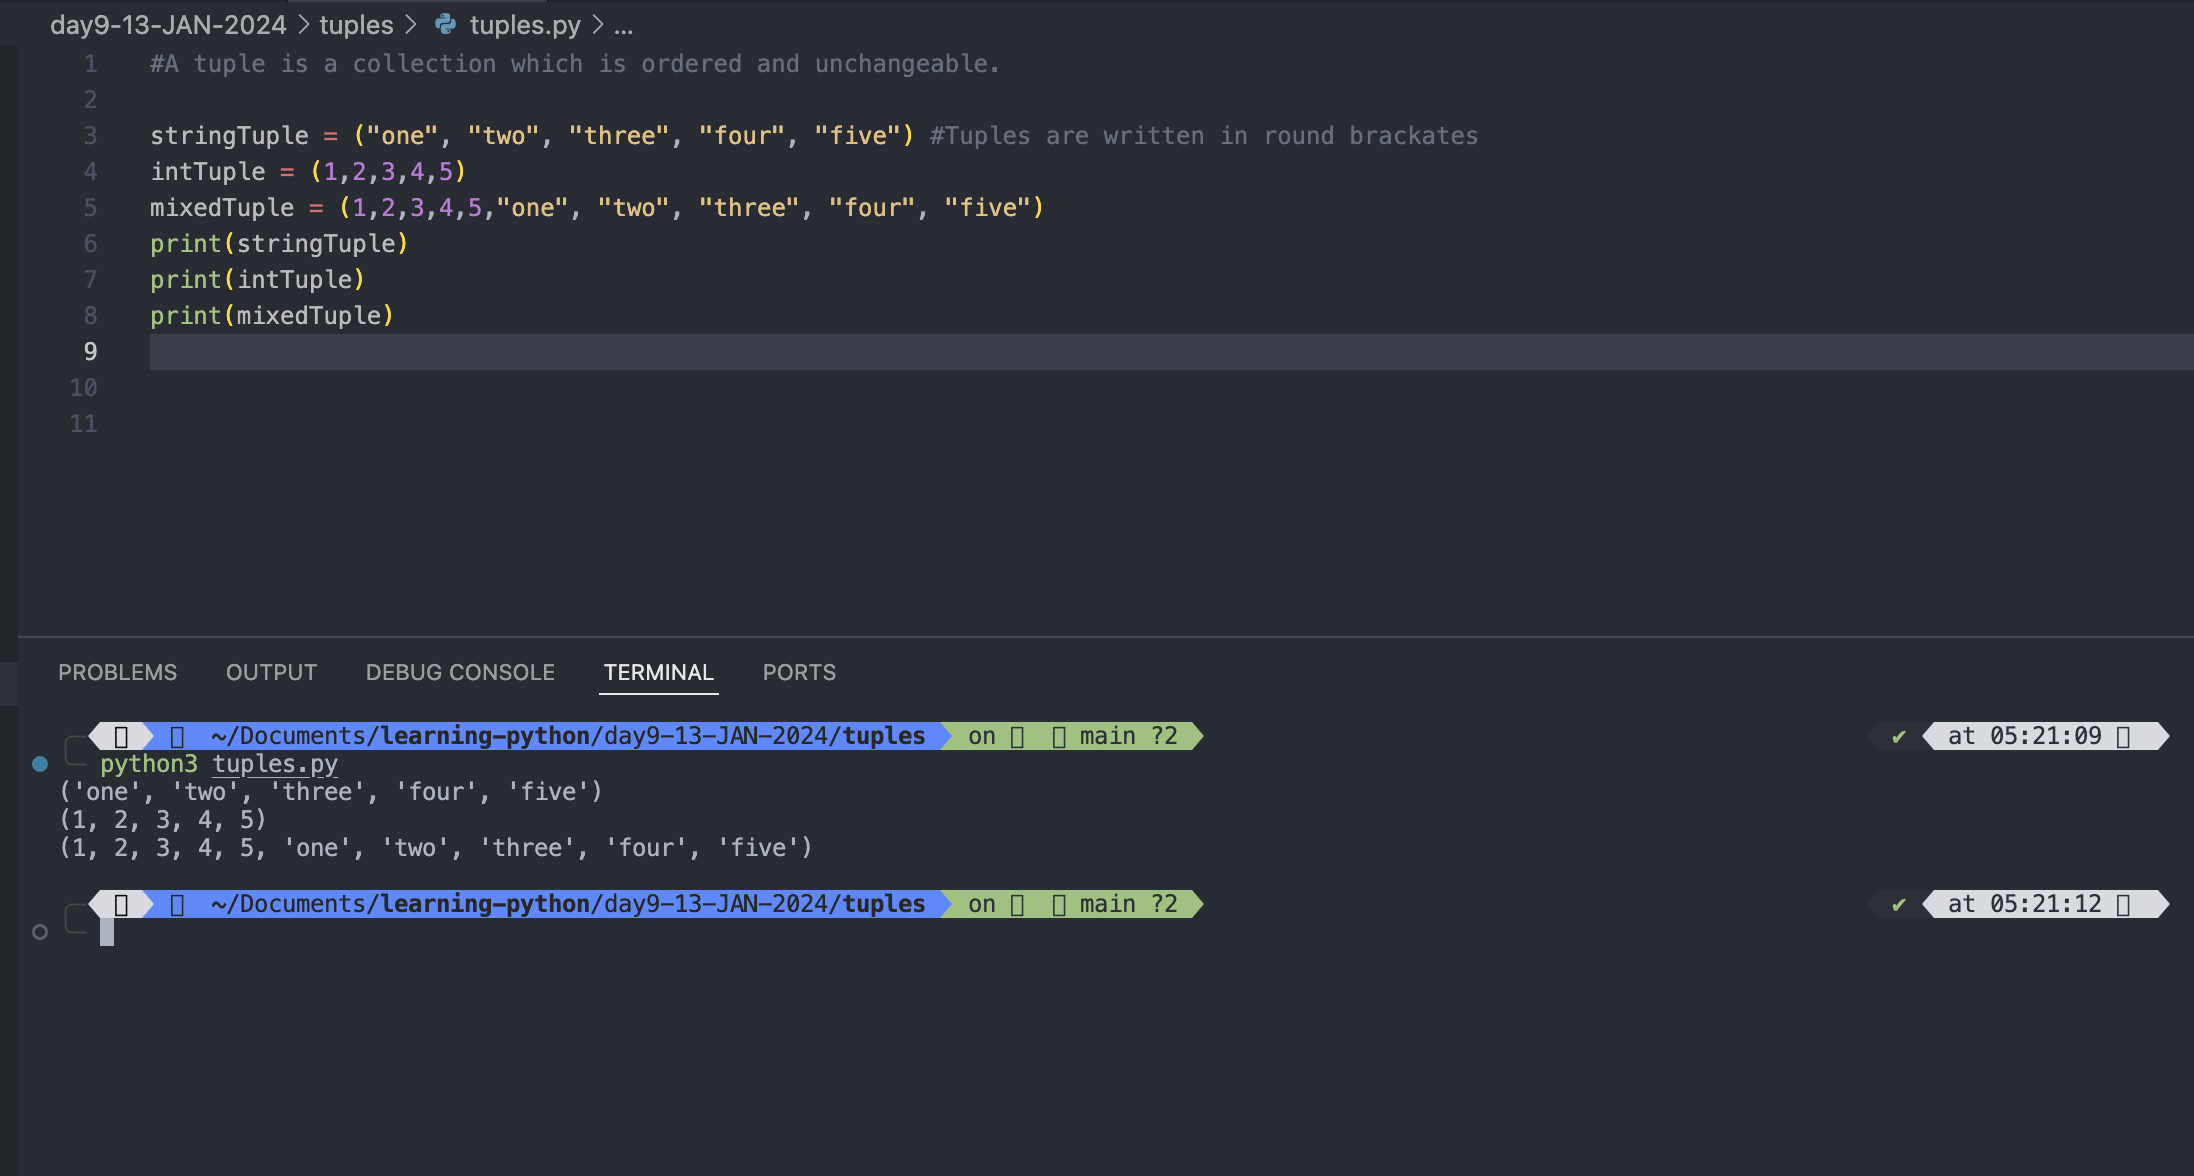 day9-13-JAN-2024 > tuples > tuples.py > ...
1 #A tuple is a collection which is ordered and unchangeable.
2
3 stringTuple = ("one", "two", "three", "four", "five") #Tuples are written in round brackates
4 intTuple = (1,2,3,4,5)
5 mixedTuple = (1,2,3,4,5,"one", "two", "three", "four", "five")
6 print(stringTuple)
7 print(intTuple)
8 print(mixedTuple)
9
10
11
PROBLEMS OUTPUT DEBUG CONSOLE TERMINAL PORTS
~/Documents/learning-python/day9-13-JAN-2024/tuples on main ?2 ✔ at 05:21:09
python3 tuples.py
('one', 'two', 'three', 'four', 'five')
(1, 2, 3, 4, 5)
(1, 2, 3, 4, 5, 'one', 'two', 'three', 'four', 'five')
~/Documents/learning-python/day9-13-JAN-2024/tuples on main ?2 ✔ at 05:21:12